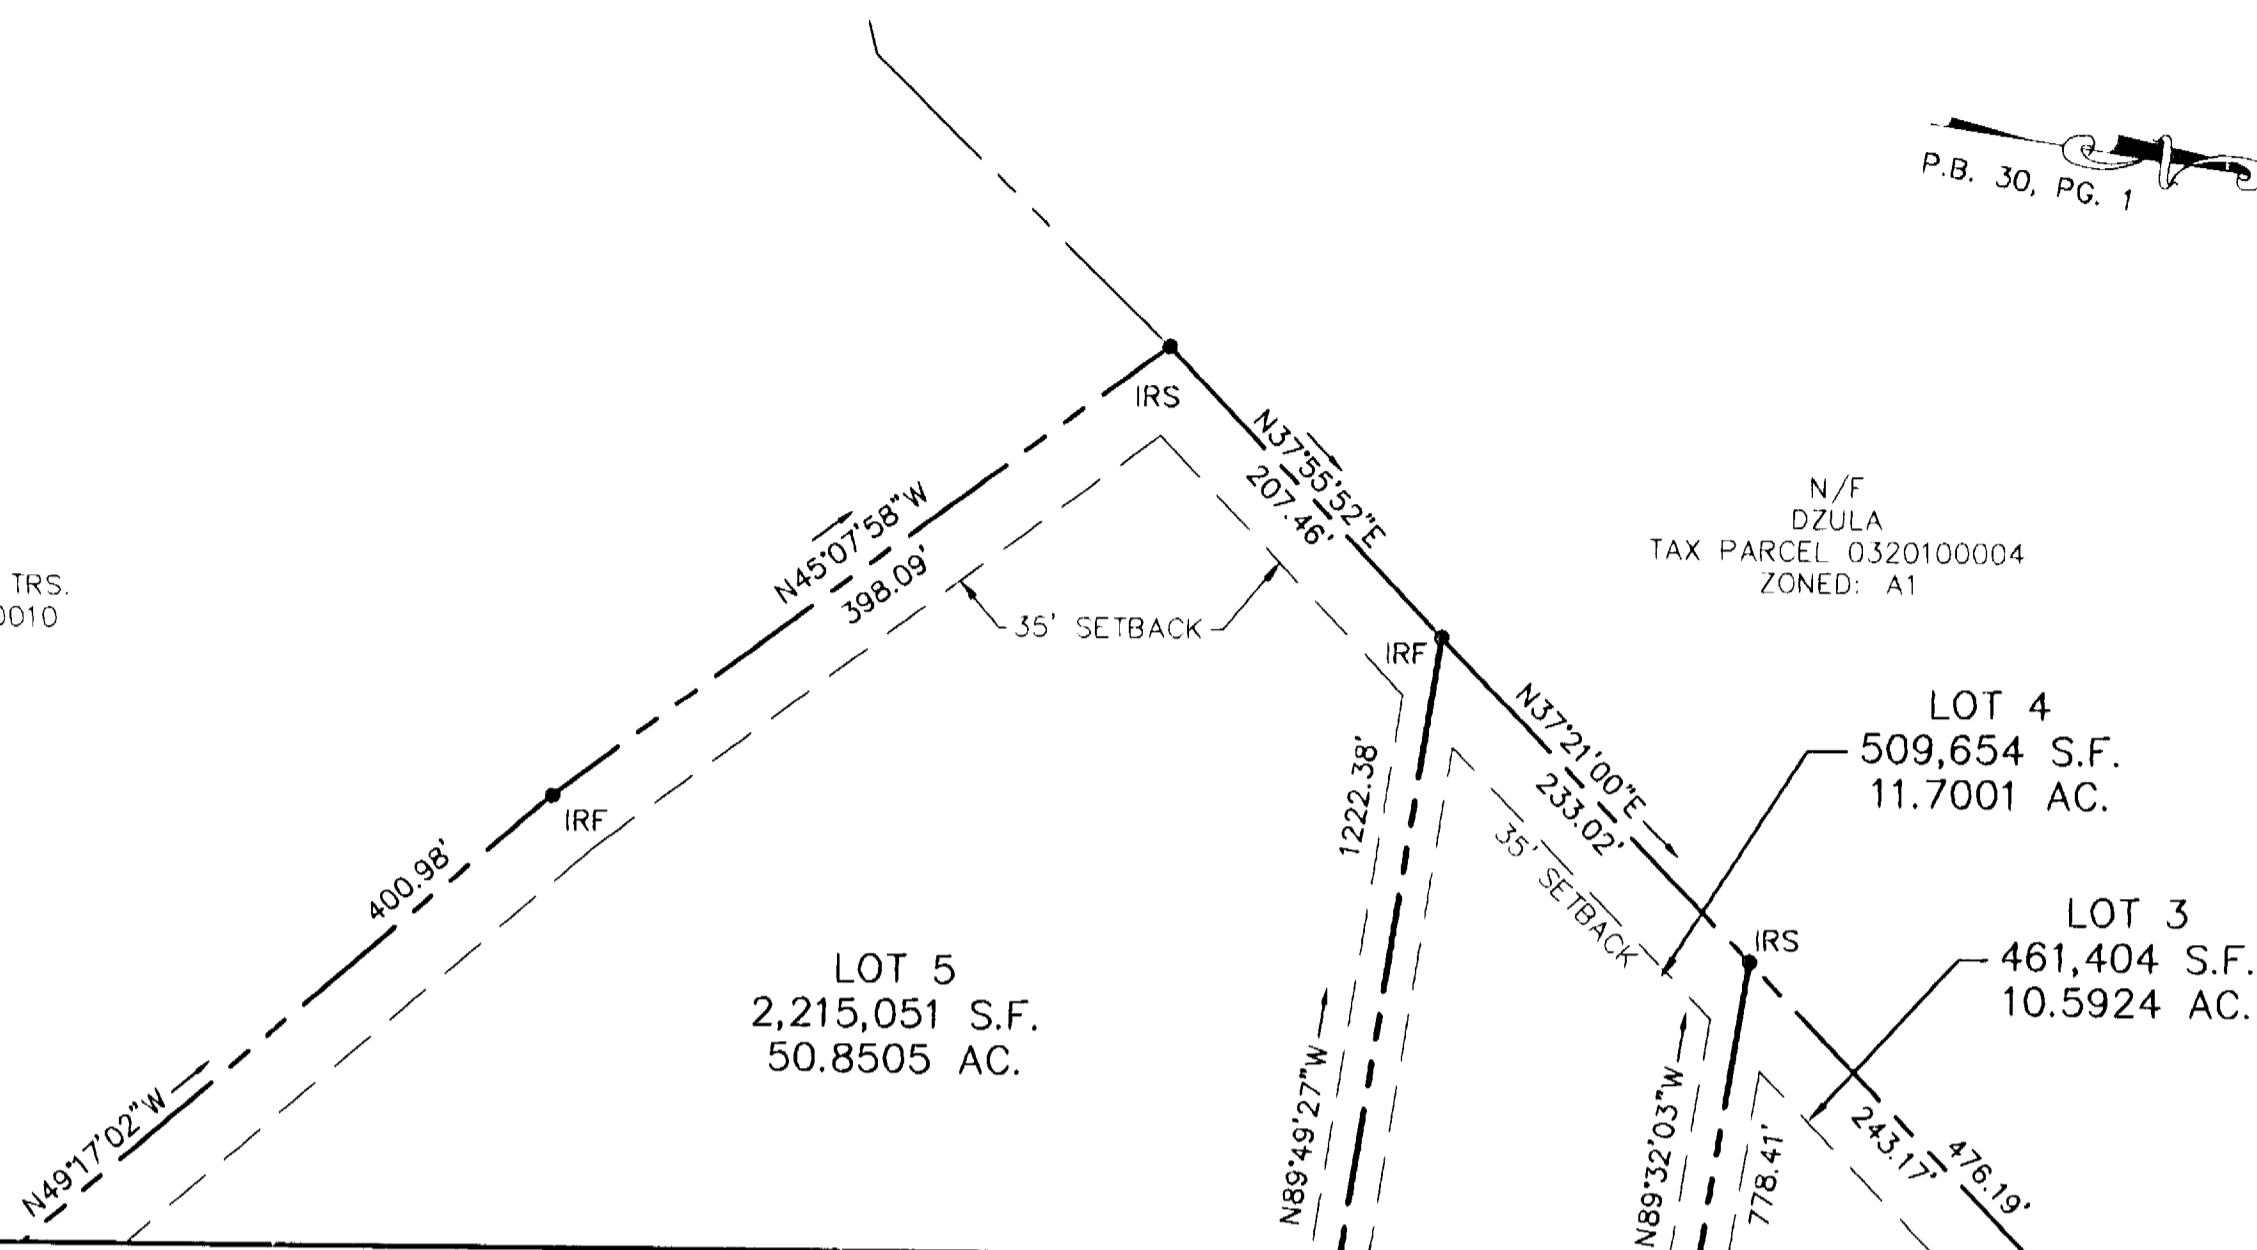 P.B. 30, PG. 1
IRS
N37°55'52"E
207.46'
N45°07'58"W
398.09'
35' SETBACK
N/F
DZULA
TAX PARCEL 0320100004
ZONED: A1
TRS.
0010
IRF
N37°21'00"E
233.02'
35' SETBACK
LOT 4
509,654 S.F.
11.7001 AC.
1222.38'
N89°49'27"W
IRF
400.98'
N49°17'02"W
LOT 5
2,215,051 S.F.
50.8505 AC.
IRS
LOT 3
461,404 S.F.
10.5924 AC.
N89°32'03"W
778.41'
243.17'
476.19'